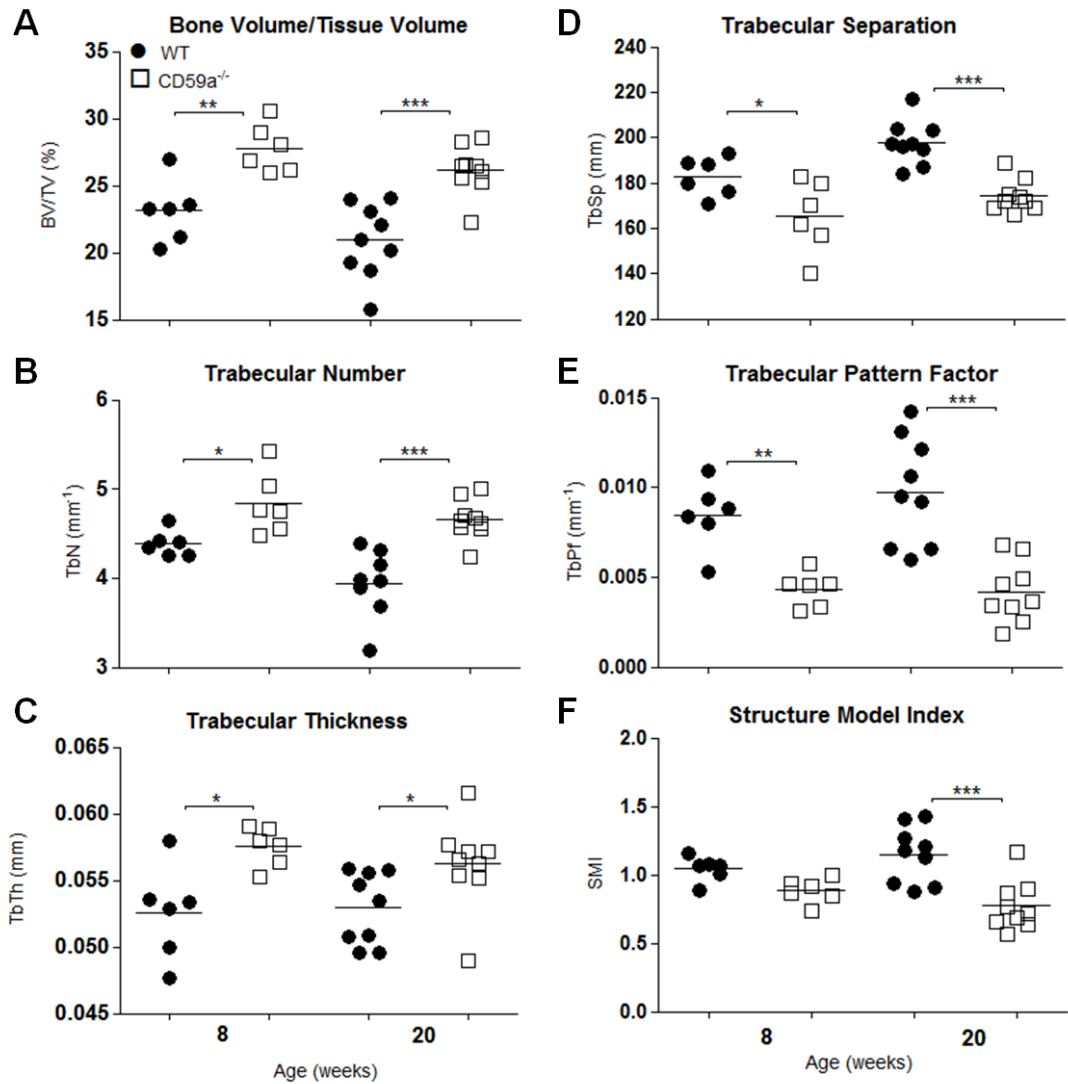 A
Bone Volume/Tissue Volume
35
30
25
20
15
BV/TV (%)
WT
CD59a-/-
**
***
B
Trabecular Number
6
5
4
3
TbN (mm-1)
*
***
C
Trabecular Thickness
0.065
0.060
0.055
0.050
0.045
TbTh (mm)
*
*
8
20
Age (weeks)
D
Trabecular Separation
240
220
200
180
160
140
120
TbSp (mm)
*
***
E
Trabecular Pattern Factor
0.015
0.010
0.005
0.000
TbPf (mm-1)
**
***
F
Structure Model Index
2.0
1.5
1.0
0.5
0.0
SMI
***
8
20
Age (weeks)